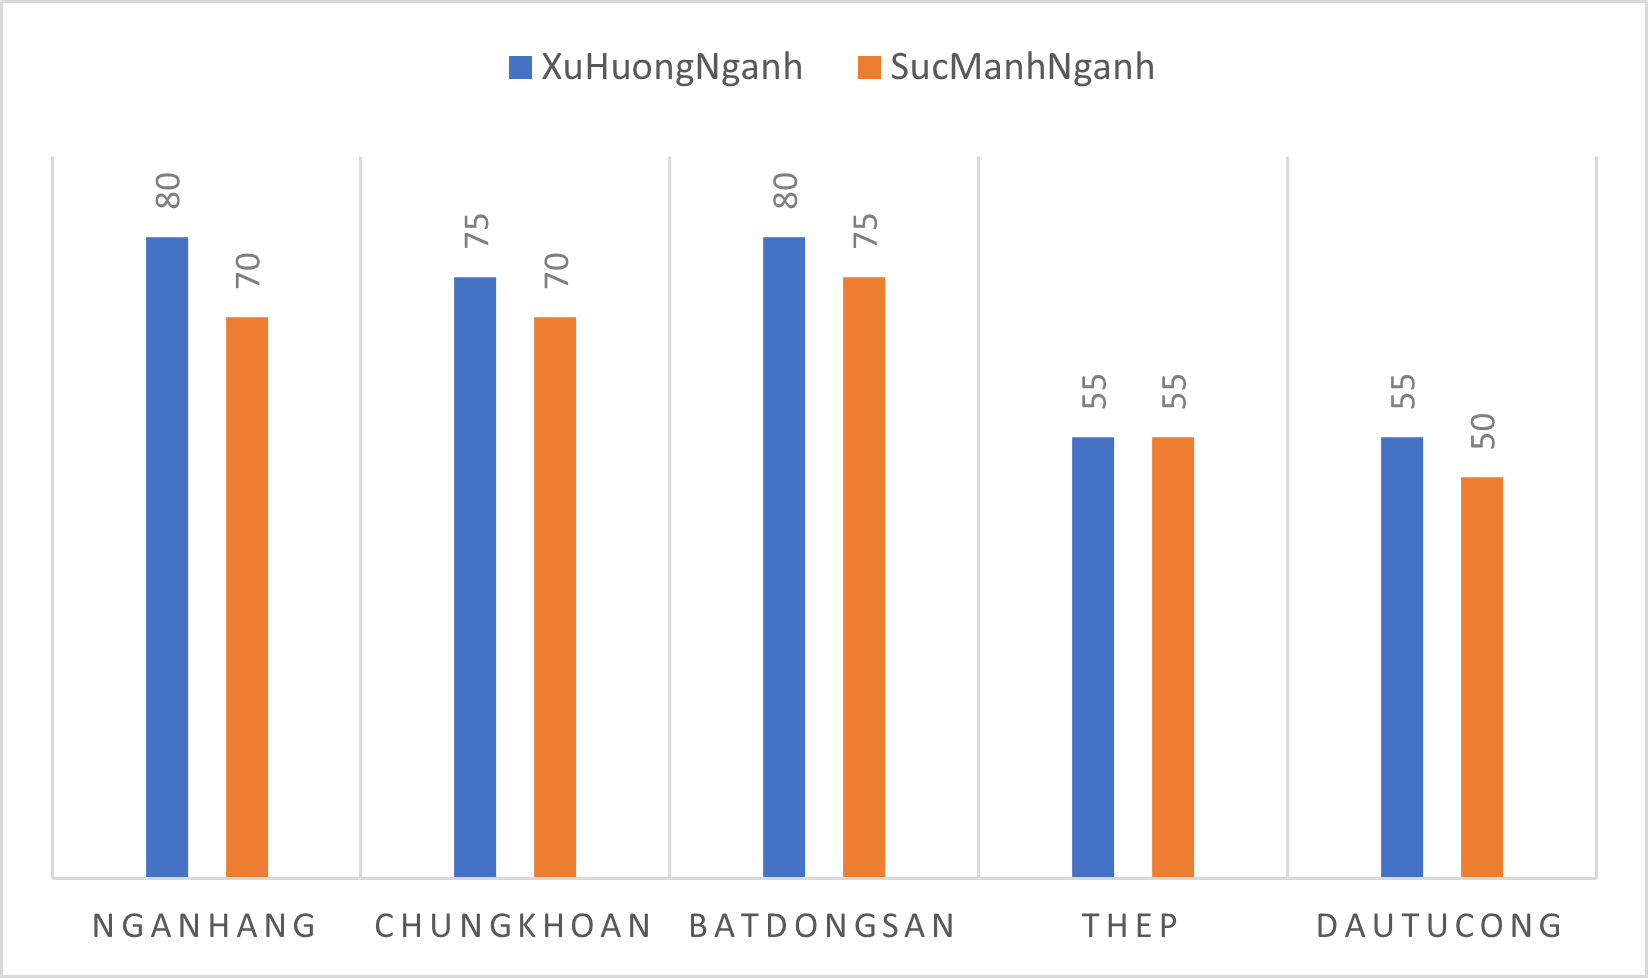 XuHuongNganh SucManhNganh
80 70 75 70 80 75 55 55 55 50
NGANHANG CHUNGKHOAN BATDONGSAN THEP DAUTUCONG